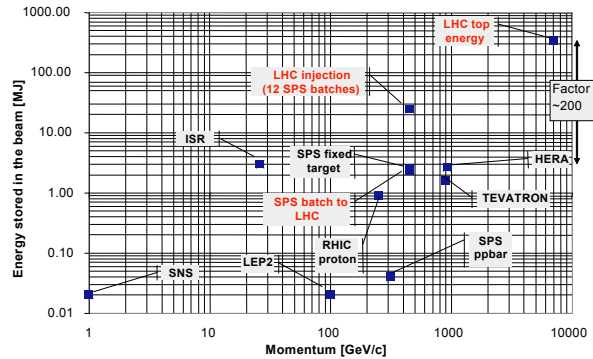 1000.00
LHC top
energy
100.00
LHC injection
(12 SPS batches)
Factor
~200
10.00
ISR
SPS fixed
target
HERA
1.00
SPS batch to
LHC
TEVATRON
RHIC
proton
SPS
ppbar
0.10
LEP2
SNS
0.01
1 10 100 1000 10000
Energy stored in the beam [MJ]
Momentum [GeV/c]